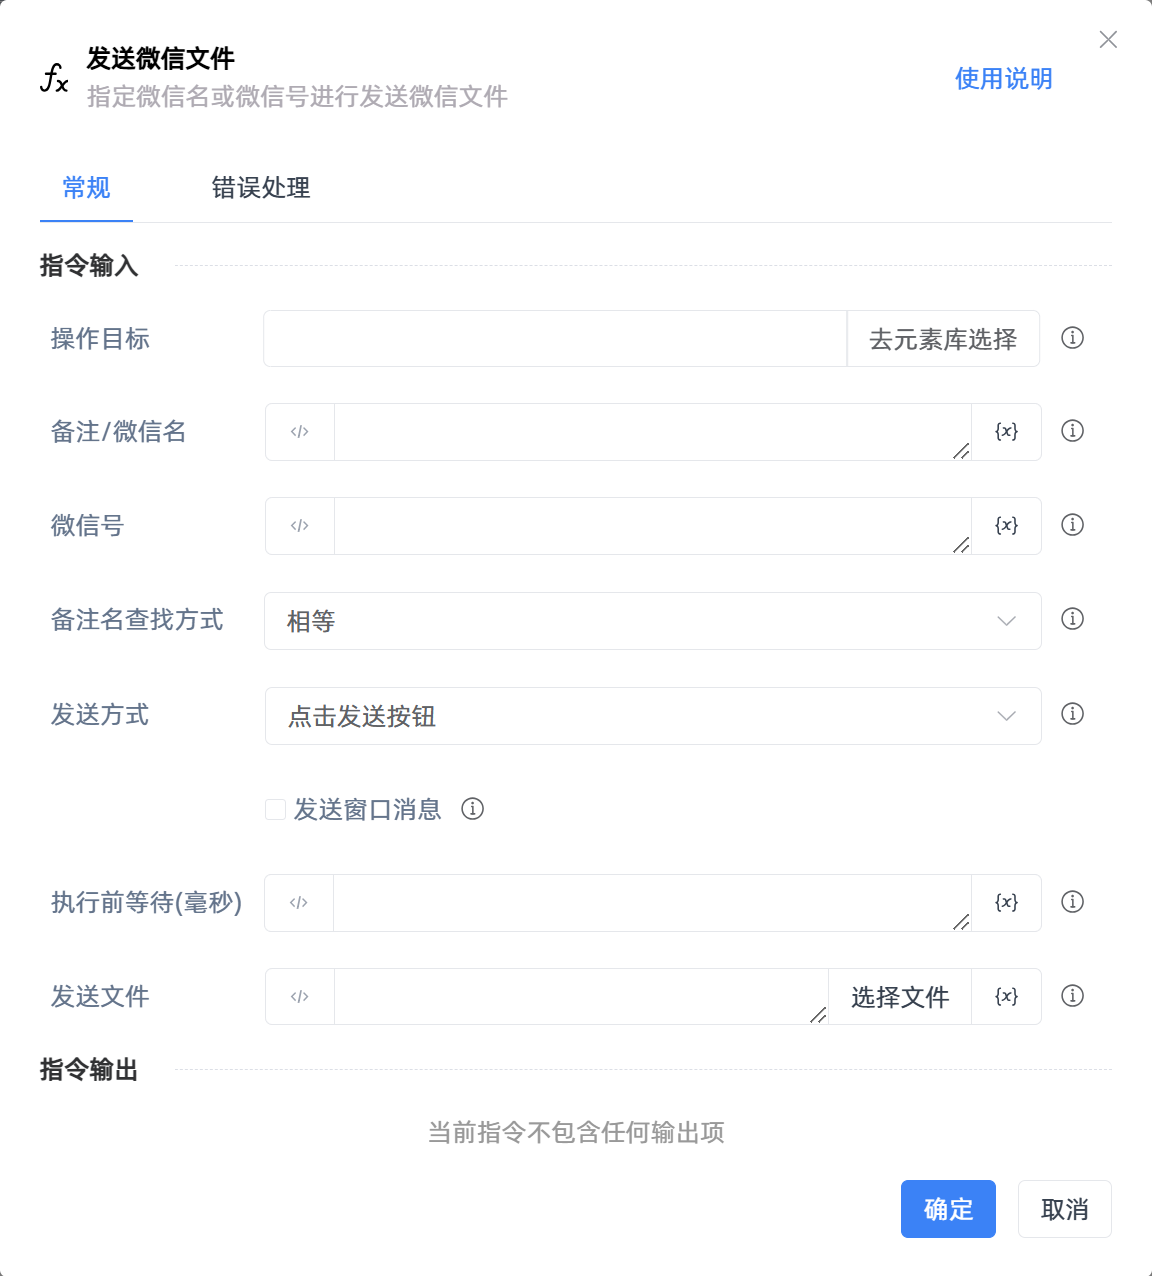 发送微信文件
指定微信名或微信号进行发送微信文件
使用说明
常规
错误处理
指令输入
操作目标
去元素库选择
备注/微信名
</>
{x}
微信号
</>
{x}
备注名查找方式
相等
发送方式
点击发送按钮
发送窗口消息
执行前等待(毫秒)
</>
{x}
发送文件
</>
选择文件
{x}
指令输出
当前指令不包含任何输出项
确定
取消